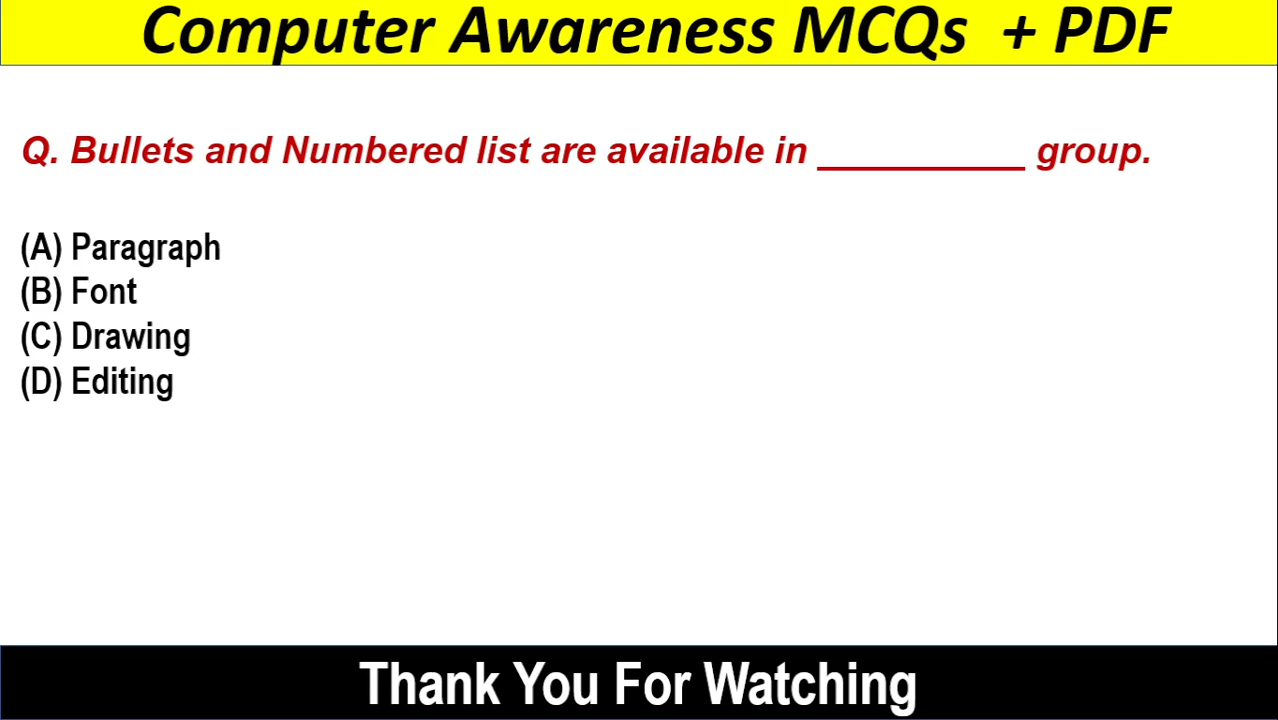 Computer Awareness MCQs + PDF
Q. Bullets and Numbered list are available in __________ group.
(A) Paragraph
(B) Font
(C) Drawing
(D) Editing
Thank You For Watching